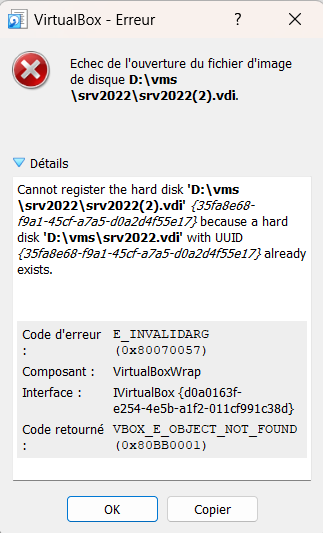 VirtualBox - Erreur
?
Echec de l'ouverture du fichier d'image
de disque D:\vms
\srv2022\srv2022(2).vdi.
Détails
Cannot register the hard disk 'D:\vms
\srv2022\srv2022(2).vdi' {35fa8e68-
f9a1-45cf-a7a5-d0a2d4f55e17} because a hard
disk 'D:\vms\srv2022.vdi' with UUID
{35fa8e68-f9a1-45cf-a7a5-d0a2d4f55e17} already
exists.
Code d'erreur E_INVALIDARG
: (0x80070057)
Composant : VirtualBoxWrap
Interface : IVirtualBox {d0a0163f-
e254-4e5b-a1f2-011cf991c38d}
Code retourné VBOX_E_OBJECT_NOT_FOUND
: (0x80BB0001)
OK Copier